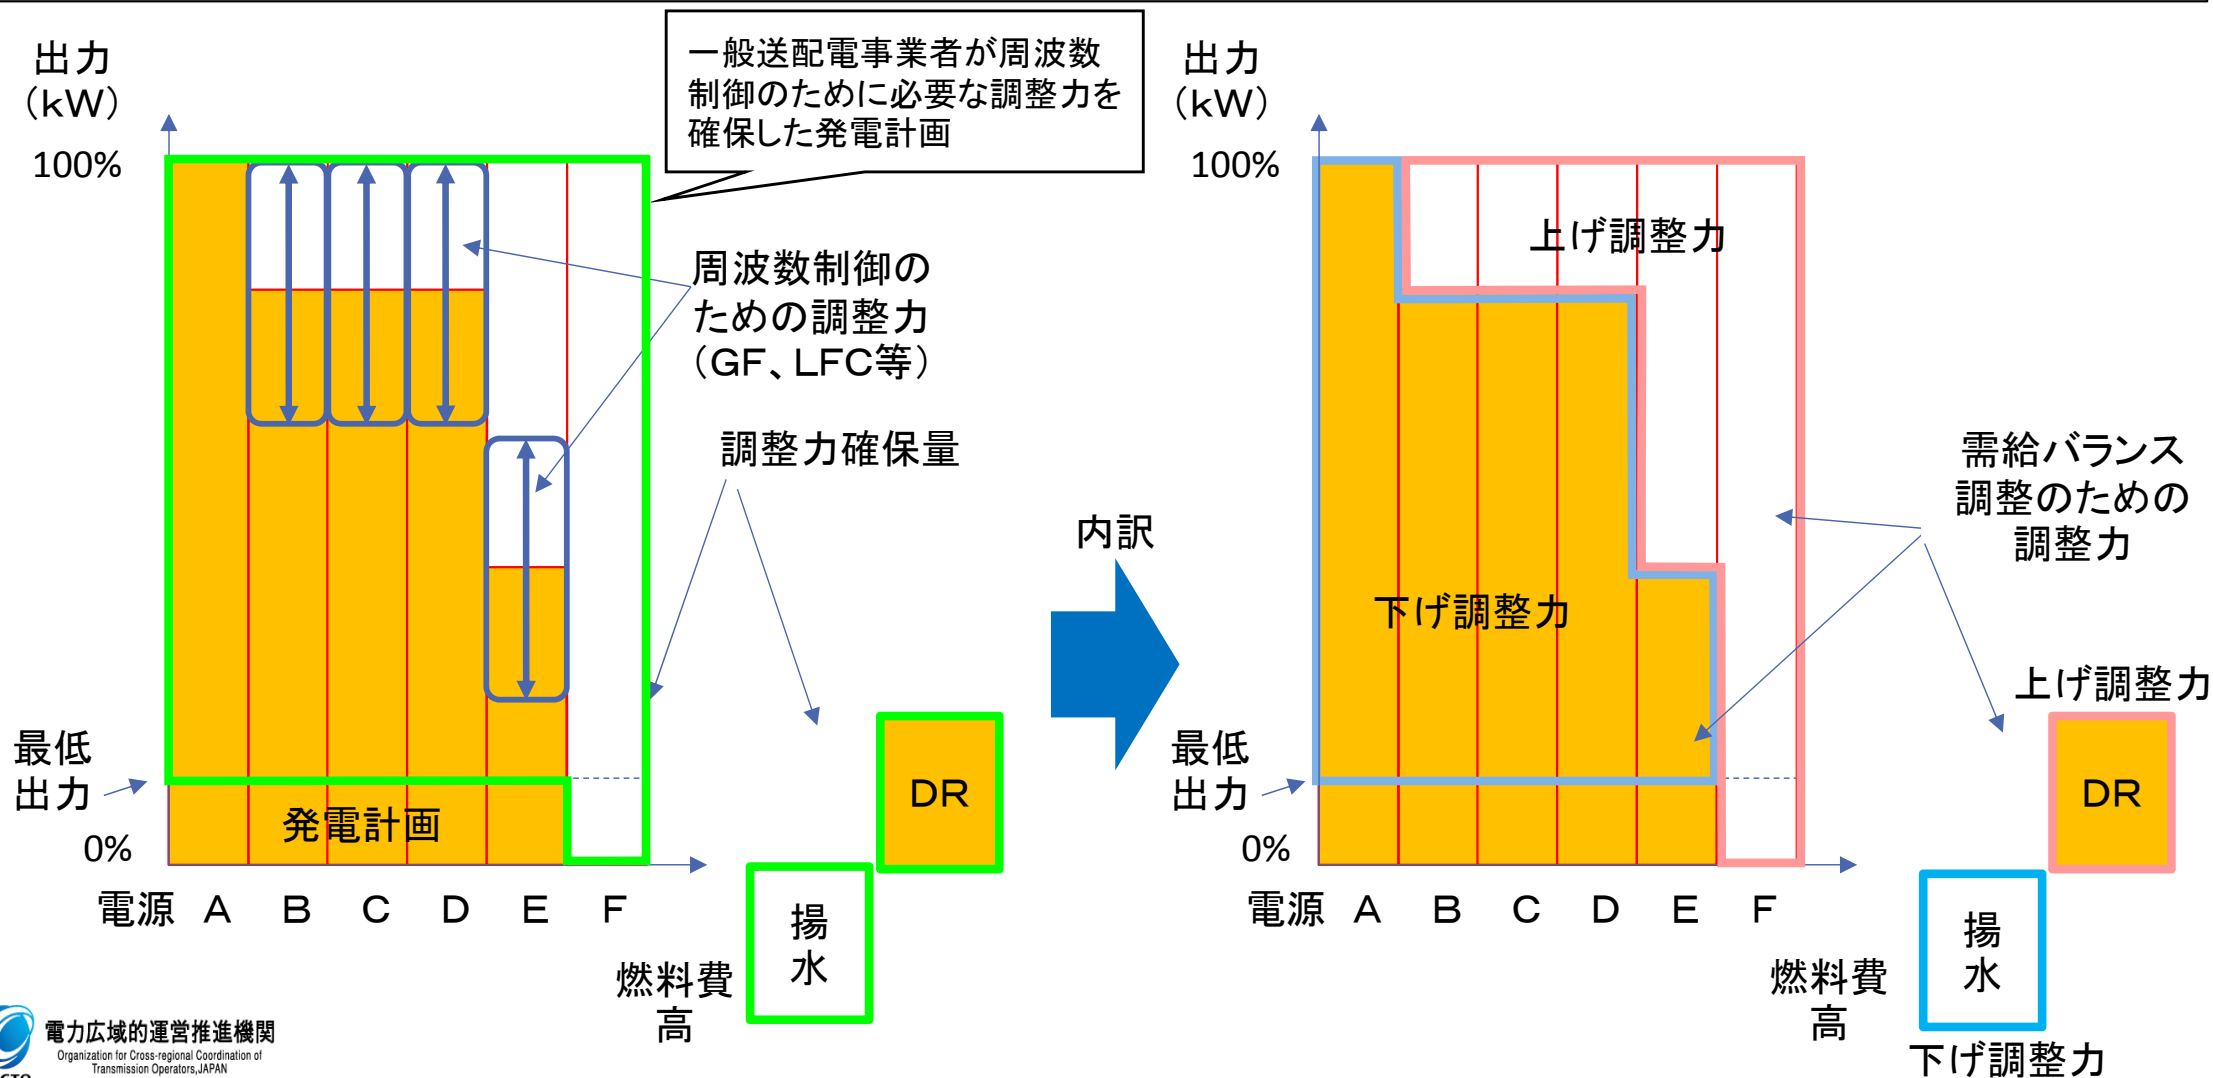 一般送配電事業者が周波数
制御のために必要な調整力を
確保した発電計画
出力
（kW）
100%
周波数制御の
ための調整力
（GF、LFC等）
調整力確保量
最低
出力
発電計画
0%
電源 A B C D E F
DR
揚
水
燃料費
高
内訳
出力
（kW）
100%
上げ調整力
下げ調整力
需給バランス
調整のための
調整力
最低
出力
0%
電源 A B C D E F
上げ調整力
DR
揚
水
燃料費
高
下げ調整力
電力広域的運営推進機関
Organization for Cross-regional Coordination of
Transmission Operators,JAPAN